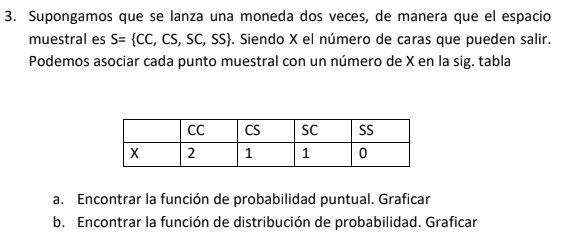 3. Supongamos que se lanza una moneda dos veces, de manera que el espacio
muestral es S= {CC, CS, SC, SS}. Siendo X el número de caras que pueden salir.
Podemos asociar cada punto muestral con un número de X en la sig. tabla
CC CS SC SS
X 2 1 1 0
a. Encontrar la función de probabilidad puntual. Graficar
b. Encontrar la función de distribución de probabilidad. Graficar